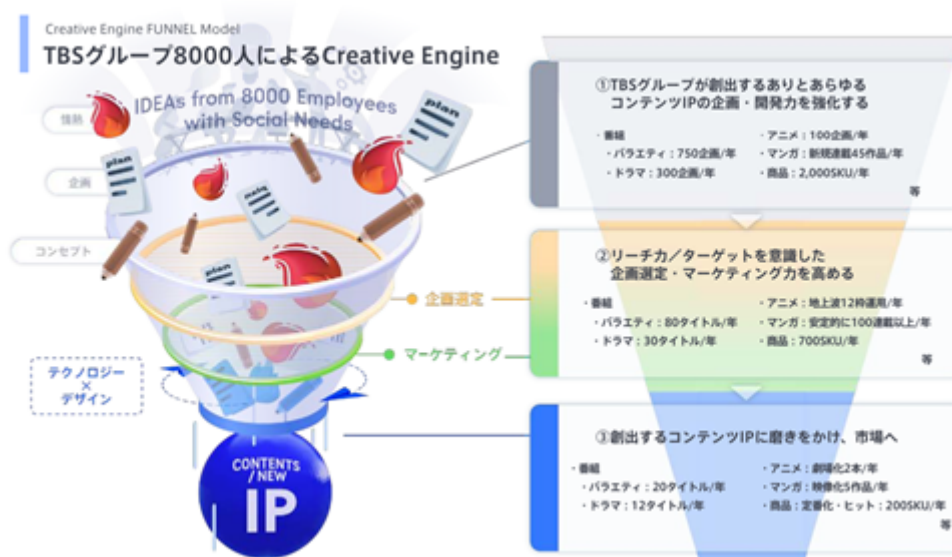 Creative Engine FUNNEL Model
TBSグループ8000人によるCreative Engine
IDEAs from 8000 Employees
with Social Needs
情熱
企画
コンセプト
plan
plan
plan
plan
企画選定
マーケティング
テクノロジー
×
デザイン
CONTENTS
/ NEW
IP
①TBSグループが創出するありとあらゆる
コンテンツIPの企画・開発力を強化する
・番組
・バラエティ：750企画/年
・ドラマ：300企画/年
・アニメ：100企画/年
・マンガ：新規連載45作品/年
・商品：2,000SKU/年
等
②リーチ力／ターゲットを意識した
企画選定・マーケティング力を高める
・番組
・バラエティ：80タイトル/年
・ドラマ：30タイトル/年
・アニメ：地上波12枠運用/年
・マンガ：安定的に100連載以上/年
・商品：700SKU/年
等
③創出するコンテンツIPに磨きをかけ、市場へ
・番組
・バラエティ：20タイトル/年
・ドラマ：12タイトル/年
・アニメ：劇場化2本/年
・マンガ：映像化5作品/年
・商品：定番化・ヒット：200SKU/年
等